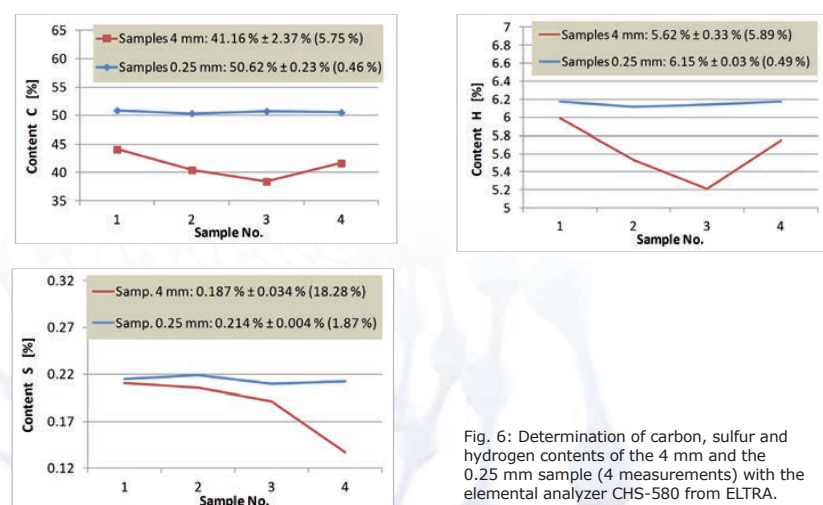 65
60
55
50
45
40
35
Content C [%]
Samples 4 mm: 41.16 % ± 2.37 % (5.75 %)
Samples 0.25 mm: 50.62 % ± 0.23 % (0.46 %)
1 2 3 4
Sample No.
7
6.8
6.6
6.4
6.2
6
5.8
5.6
5.4
5.2
5
Content H [%]
Samples 4 mm: 5.62 % ± 0.33 % (5.89 %)
Samples 0.25 mm: 6.15 % ± 0.03 % (0.49 %)
1 2 3 4
Sample No.
0.32
0.27
0.22
0.17
0.12
Content S [%]
Samp. 4 mm: 0.187 % ± 0.034 % (18.28 %)
Samp. 0.25 mm: 0.214 % ± 0.004 % (1.87 %)
1 2 3 4
Sample No.
Fig. 6: Determination of carbon, sulfur and
hydrogen contents of the 4 mm and the
0.25 mm sample (4 measurements) with the
elemental analyzer CHS-580 from ELTRA.